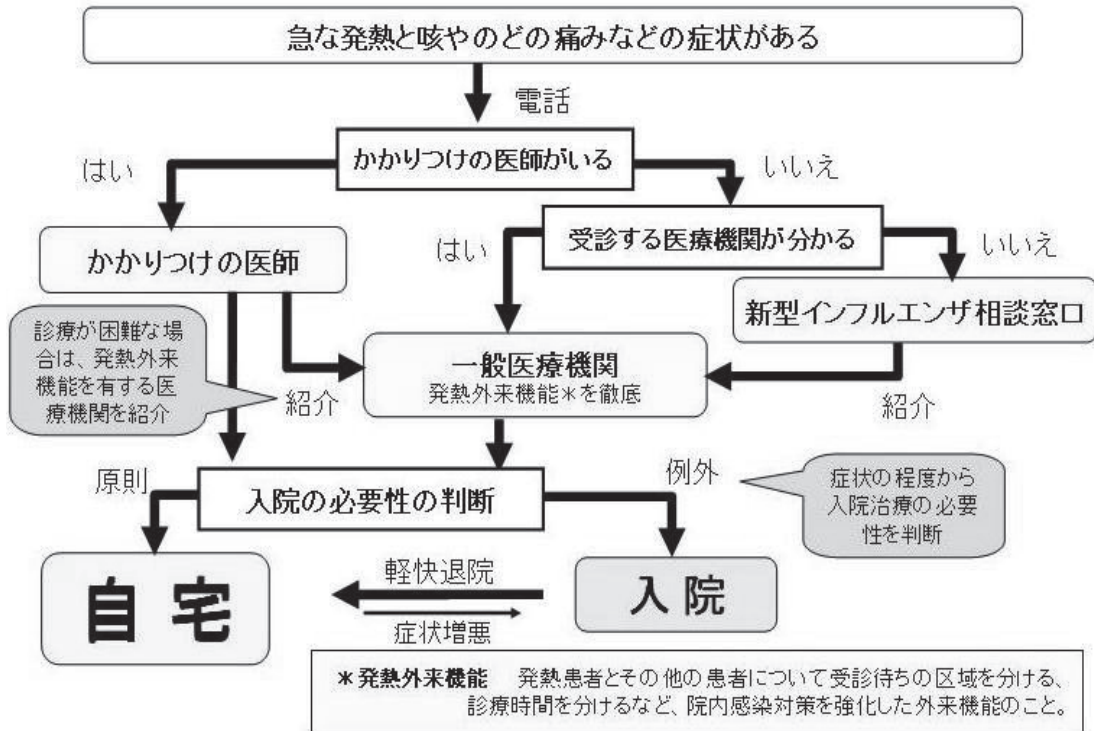 急な発熱と咳やのどの痛みなどの症状がある
電話
かかりつけの医師がいる
はい
いいえ
受診する医療機関が分かる
かかりつけの医師
はい
いいえ
新型インフルエンザ相談窓口
診療が困難な場
合は、発熱外来
機能を有する医
療機関を紹介
一般医療機関
発熱外来機能＊を徹底
紹介
紹介
原則
例外
入院の必要性の判断
症状の程度から
入院治療の必要
性を判断
自宅
軽快退院
症状増悪
入院
＊発熱外来機能　発熱患者とその他の患者について受診待ちの区域を分ける、
診療時間を分けるなど、院内感染対策を強化した外来機能のこと。